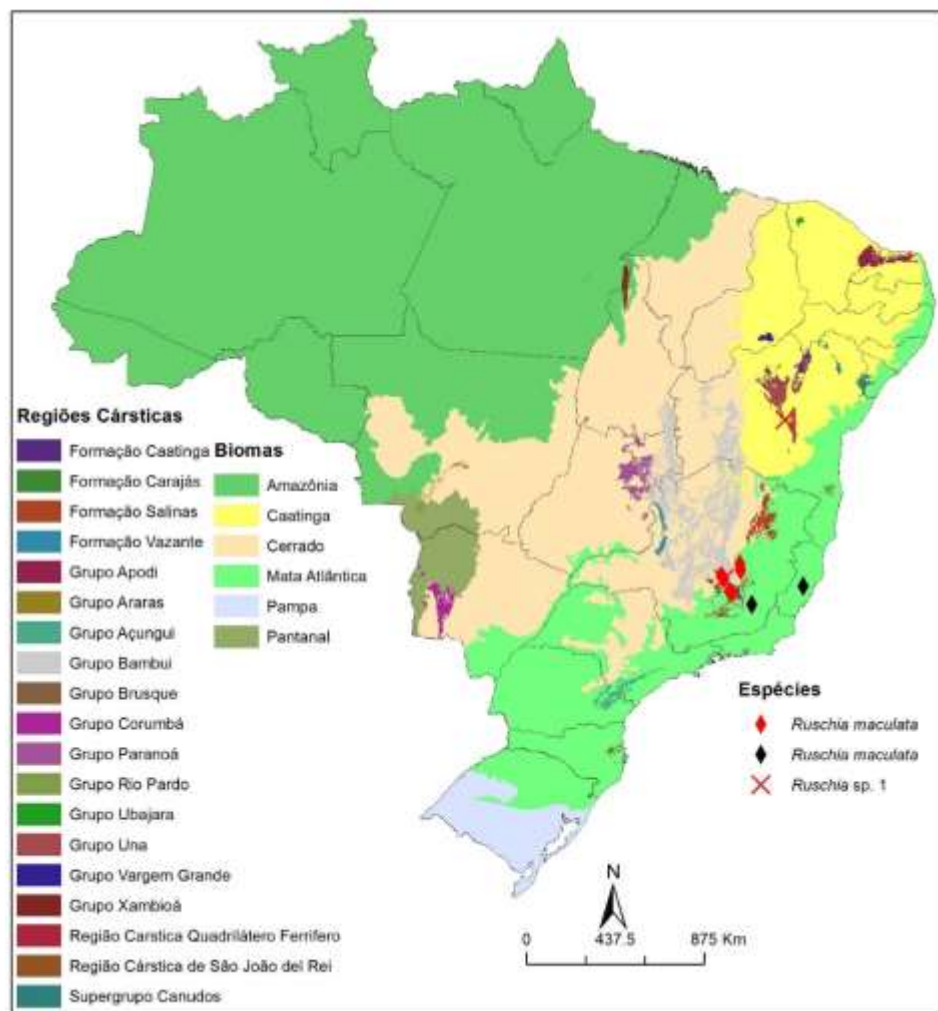 Regiões Cársticas
Formação Caatinga
Formação Carajás
Formação Salinas
Formação Vazante
Grupo Apodi
Grupo Araras
Grupo Açungui
Grupo Bambuí
Grupo Brusque
Grupo Corumbá
Grupo Paranoá
Grupo Rio Pardo
Grupo Ubajara
Grupo Una
Grupo Vargem Grande
Grupo Xambioá
Região Carstica Quadrilátero Ferrifero
Região Cárstica de São João del Rei
Supergrupo Canudos
Biomas
Amazônia
Caatinga
Cerrado
Mata Atlântica
Pampa
Pantanal
Espécies
Ruschia maculata
Ruschia maculata
Ruschia sp. 1
N
0 437.5 875 Km